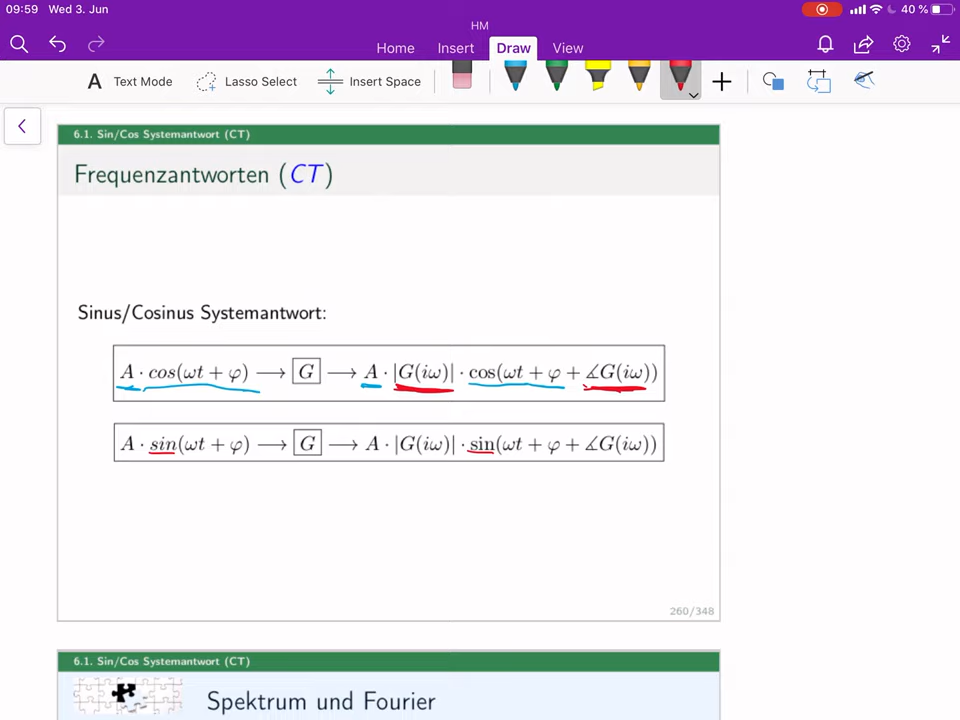 09:59 Wed 3. Jun
40 %
HM
Home Insert Draw View
Text Mode Lasso Select Insert Space
6.1. Sin/Cos Systemantwort (CT)
Frequenzantworten (CT)
Sinus/Cosinus Systemantwort:
A · cos(ωt + φ) ⟶ G ⟶ A · |G(iω)| · cos(ωt + φ + ∡G(iω))
A · sin(ωt + φ) ⟶ G ⟶ A · |G(iω)| · sin(ωt + φ + ∡G(iω))
260/348
6.1. Sin/Cos Systemantwort (CT)
Spektrum und Fourier